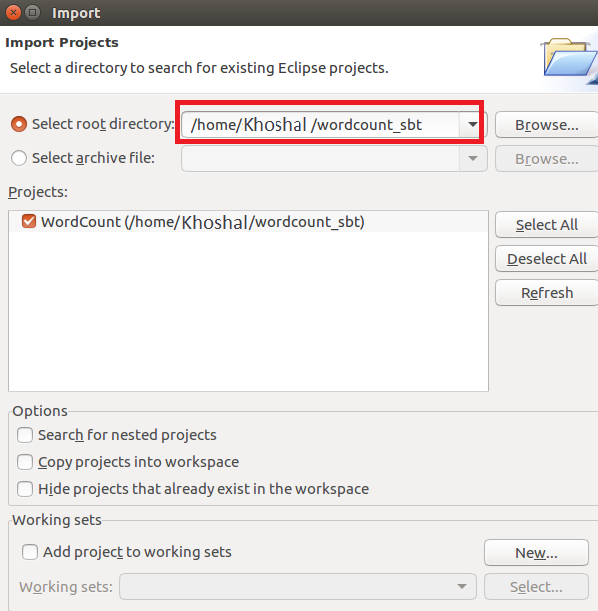 Import
Import Projects
Select a directory to search for existing Eclipse projects.
Select root directory: /home/Khoshal /wordcount_sbt Browse...
Select archive file: Browse...
Projects:
WordCount (/home/Khoshal/wordcount_sbt) Select All
Deselect All
Refresh
Options
Search for nested projects
Copy projects into workspace
Hide projects that already exist in the workspace
Working sets
Add project to working sets New...
Working sets: Select...